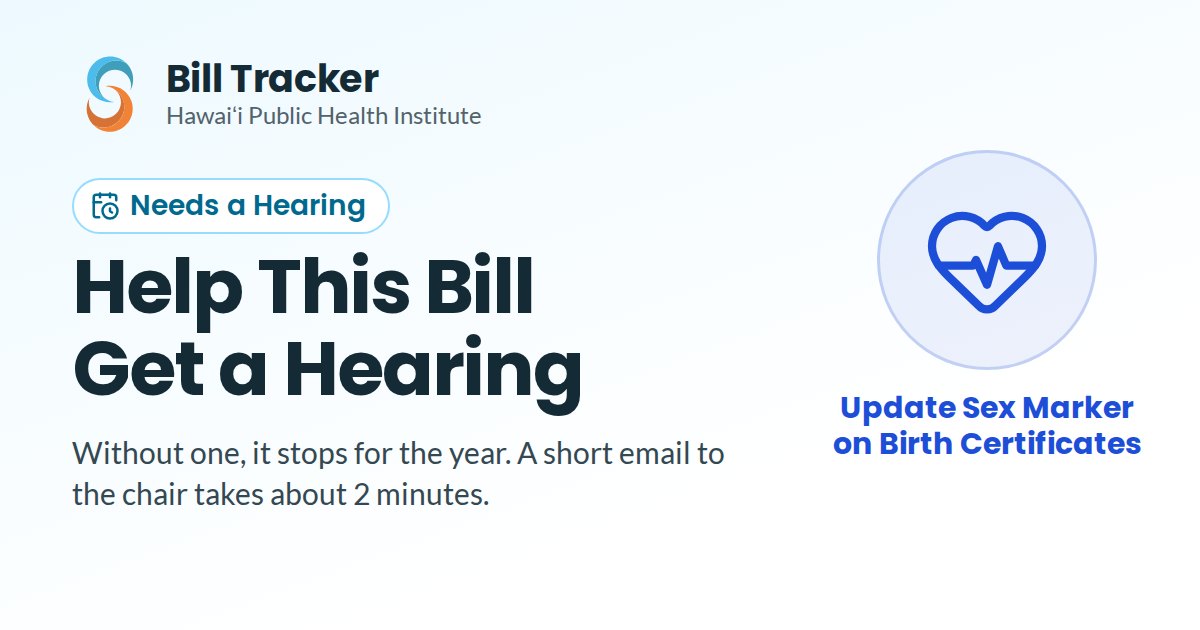 Bill Tracker
Hawaiʻi Public Health Institute
Needs a Hearing
Help This Bill
Get a Hearing
Without one, it stops for the year. A short email to
the chair takes about 2 minutes.
Update Sex Marker
on Birth Certificates